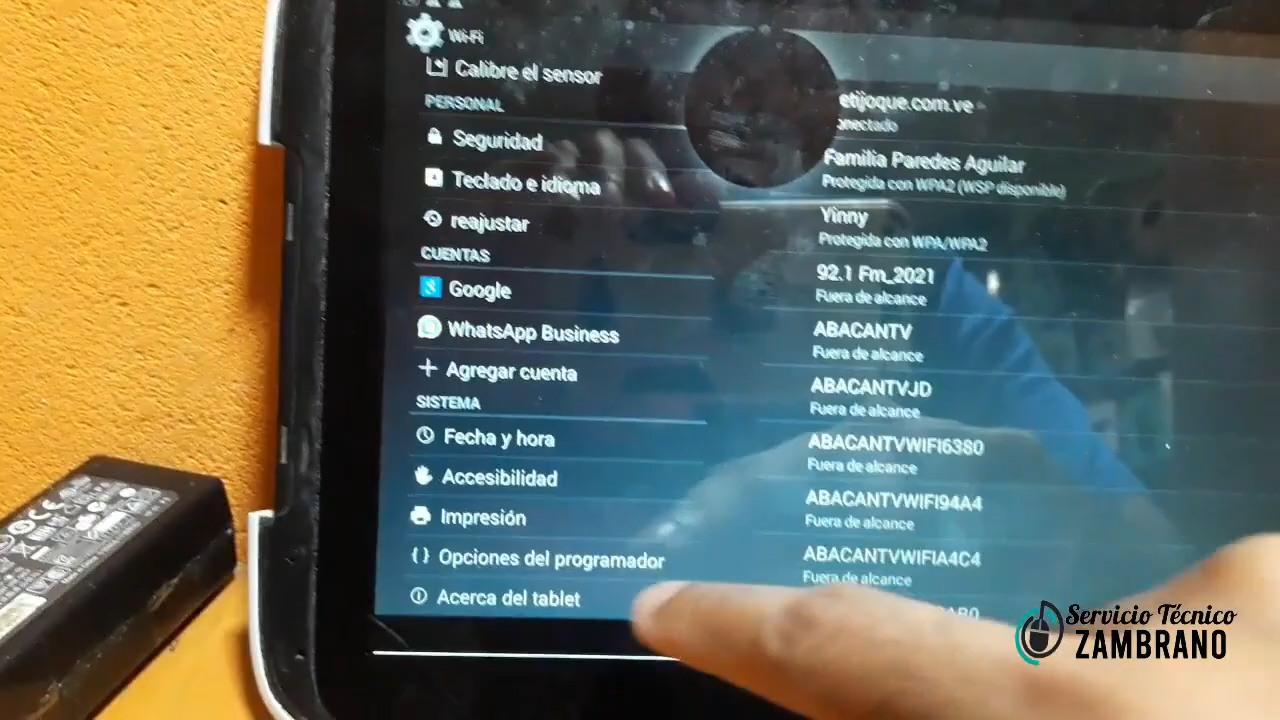 Wi-Fi
Calibre el sensor
PERSONAL
Seguridad
Teclado e idioma
reajustar
CUENTAS
Google
WhatsApp Business
Agregar cuenta
SISTEMA
Fecha y hora
Accesibilidad
Impresión
Opciones del programador
Acerca del tablet
etijoque.com.ve
onectado
Familia Paredes Aguilar
Protegida con WPA2 (WSP disponible)
Yinny
Protegida con WPA/WPA2
92.1 Fm_2021
Fuera de alcance
ABACANTV
Fuera de alcance
ABACANTVJD
Fuera de alcance
ABACANTVWIFI6380
Fuera de alcance
ABACANTVWIFI94A4
Fuera de alcance
ABACANTVWIFIA4C4
Fuera de alcance
Servicio Técnico
ZAMBRANO